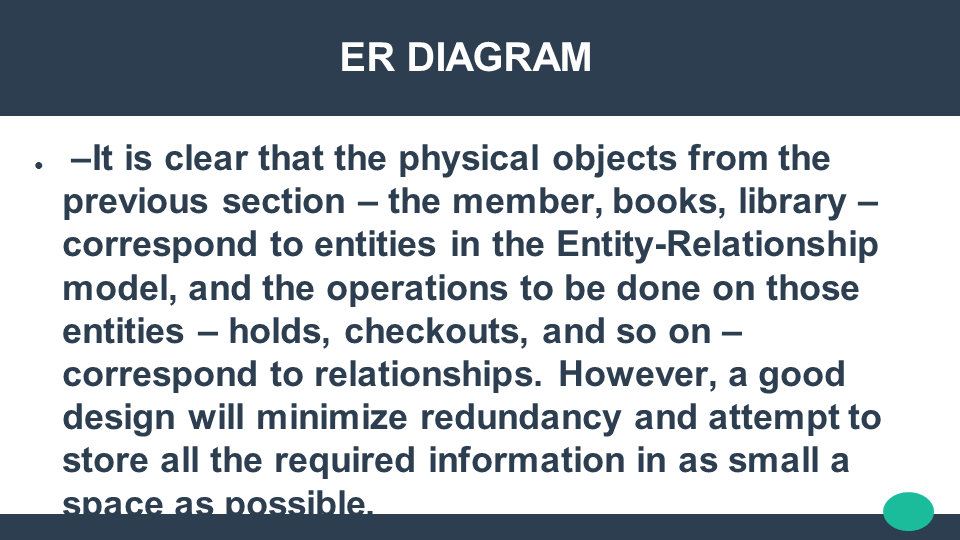 ER DIAGRAM
• –It is clear that the physical objects from the
previous section – the member, books, library –
correspond to entities in the Entity-Relationship
model, and the operations to be done on those
entities – holds, checkouts, and so on –
correspond to relationships. However, a good
design will minimize redundancy and attempt to
store all the required information in as small a
space as possible.